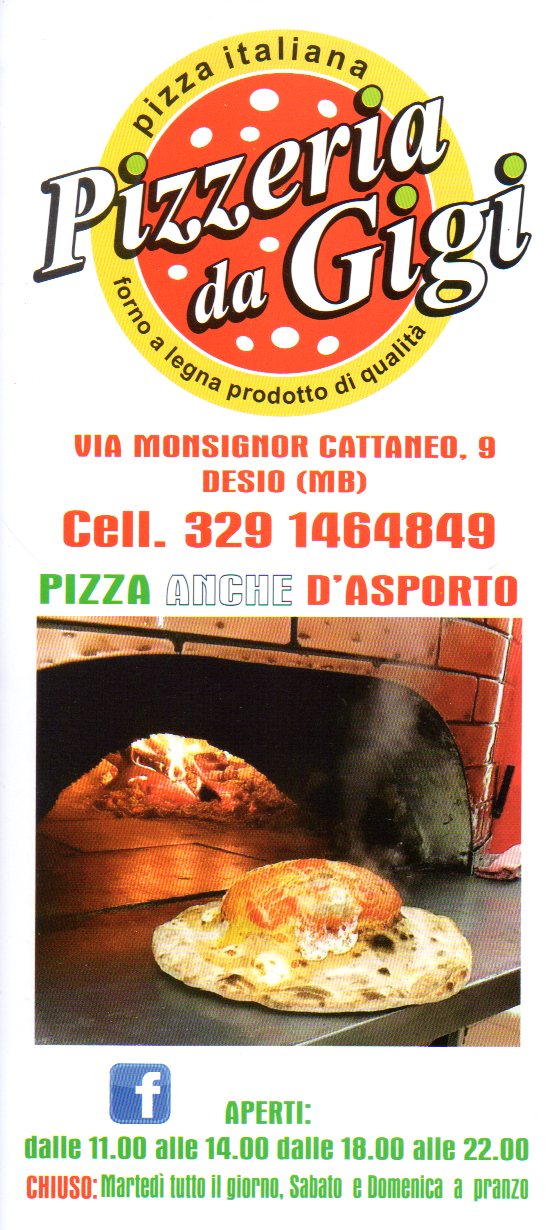 pizza italiana
Pizzeria
da Gigi
forno a legna prodotto di qualità
VIA MONSIGNOR CATTANEO, 9
DESIO (MB)
Cell. 329 1464849
PIZZA ANCHE D'ASPORTO
f
APERTI:
dalle 11.00 alle 14.00 dalle 18.00 alle 22.00
CHIUSO: Martedì tutto il giorno, Sabato e Domenica a pranzo